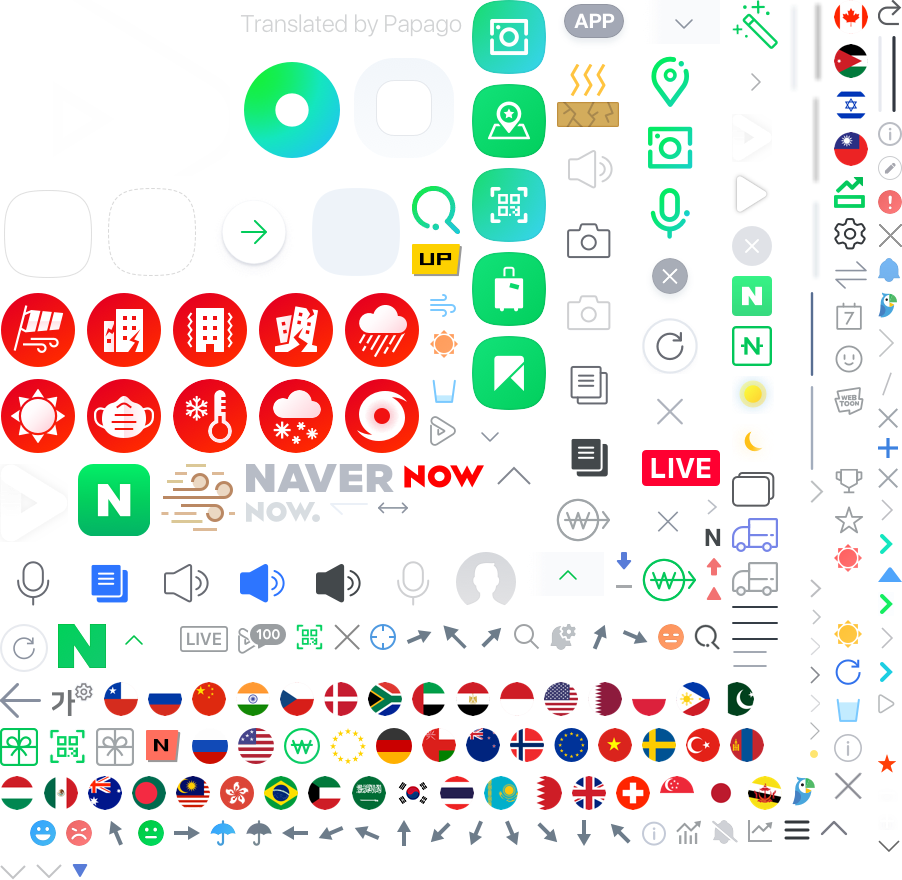 Translated by Papago
APP
UP
N
N
LIVE
7
WEB
TOON
N
NAVER NOW
NOW.
N
N
LIVE
100
가
N